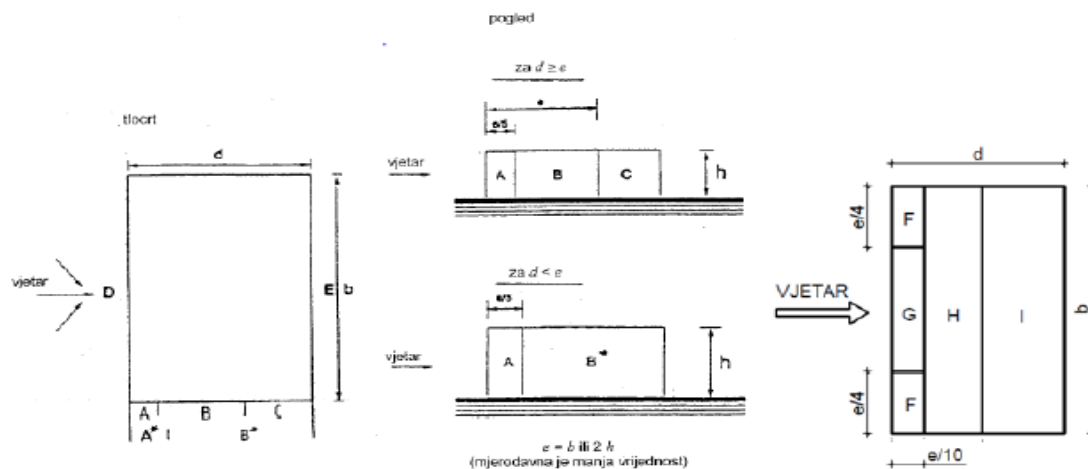 pogled
za d ≥ e
e
e/5
A B C h
vjetar
tlocrt
d
vjetar D E b
A B C
A* B*
za d < e
e/5
A B* h
vjetar
e = b ili 2 h
(mjerodavna je manja vrijednost)
d
e/4 F
VJETAR G H I b
e/4 F
e/10